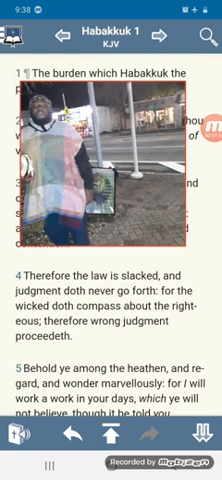 9:38
Habakkuk 1
KJV
1 ¶ The burden which Habakkuk the
2
thou
of
3
nd
4 Therefore the law is slacked, and
judgment doth never go forth: for the
wicked doth compass about the right-
eous; therefore wrong judgment
proceedeth.
5 Behold ye among the heathen, and re-
gard, and wonder marvellously: for I will
work a work in your days, which ye will
not believe, though it be told you.
Recorded by mobizen